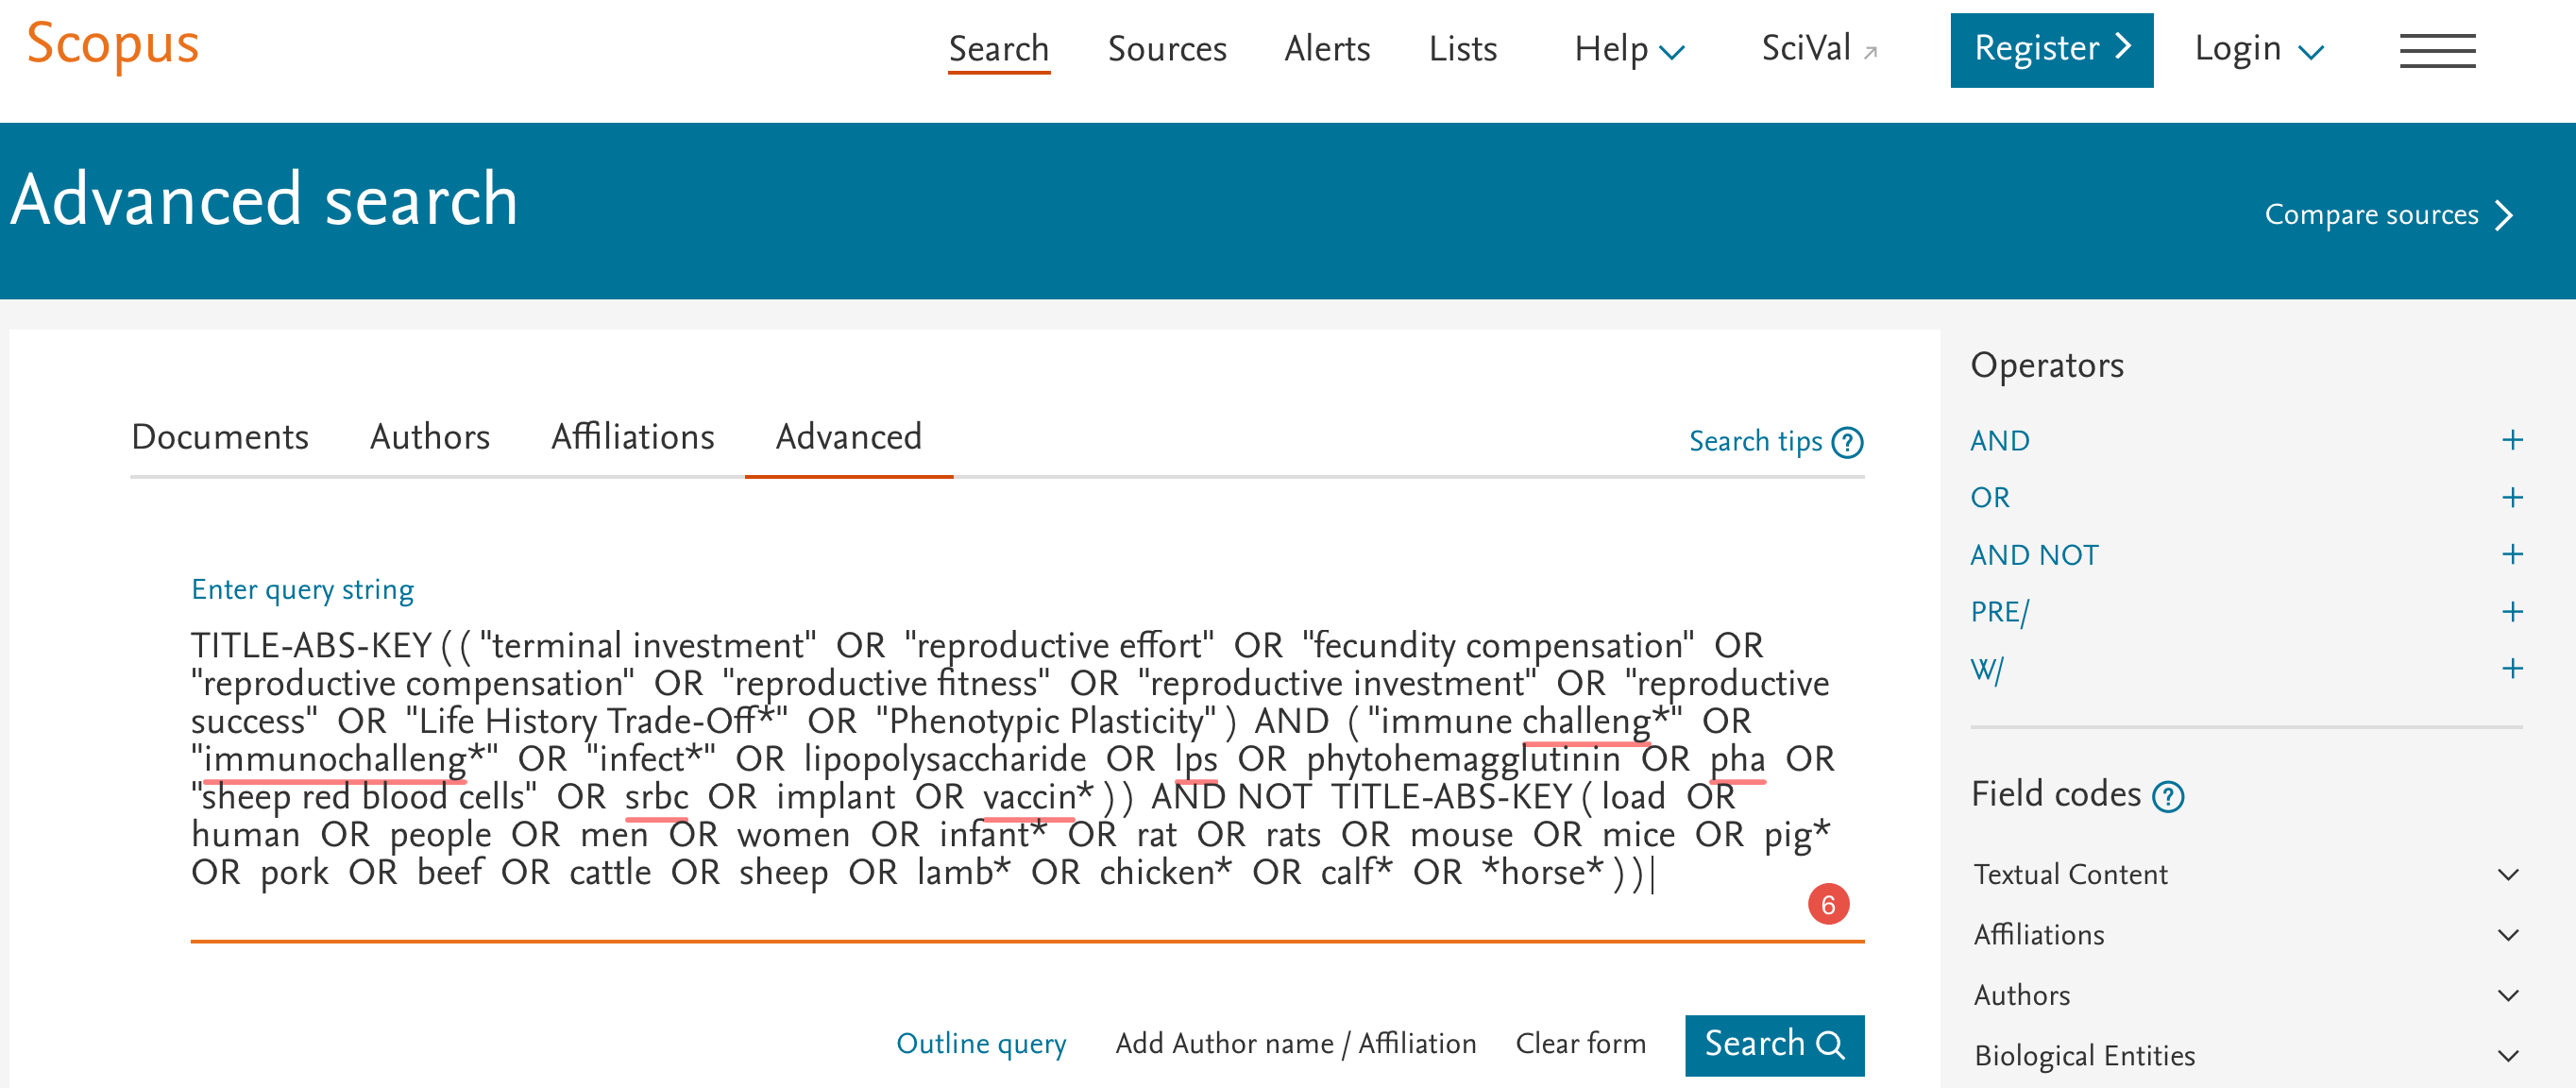 Scopus
Search Sources Alerts Lists Help SciVal Register Login
Advanced search
Compare sources
Documents Authors Affiliations Advanced
Search tips ?
Enter query string
TITLE-ABS-KEY ( ( "terminal investment" OR "reproductive effort" OR "fecundity compensation" OR
"reproductive compensation" OR "reproductive fitness" OR "reproductive investment" OR "reproductive
success" OR "Life History Trade-Off*" OR "Phenotypic Plasticity" ) AND ( "immune challeng*" OR
"immunochalleng*" OR "infect*" OR lipopolysaccharide OR lps OR phytohemagglutinin OR pha OR
"sheep red blood cells" OR srbc OR implant OR vaccin* ) ) AND NOT TITLE-ABS-KEY ( load OR
human OR people OR men OR women OR infant* OR rat OR rats OR mouse OR mice OR pig*
OR pork OR beef OR cattle OR sheep OR lamb* OR chicken* OR calf* OR *horse* ) )
6
Outline query Add Author name / Affiliation Clear form Search
Operators
AND +
OR +
AND NOT +
PRE/ +
W/ +
Field codes ?
Textual Content
Affiliations
Authors
Biological Entities